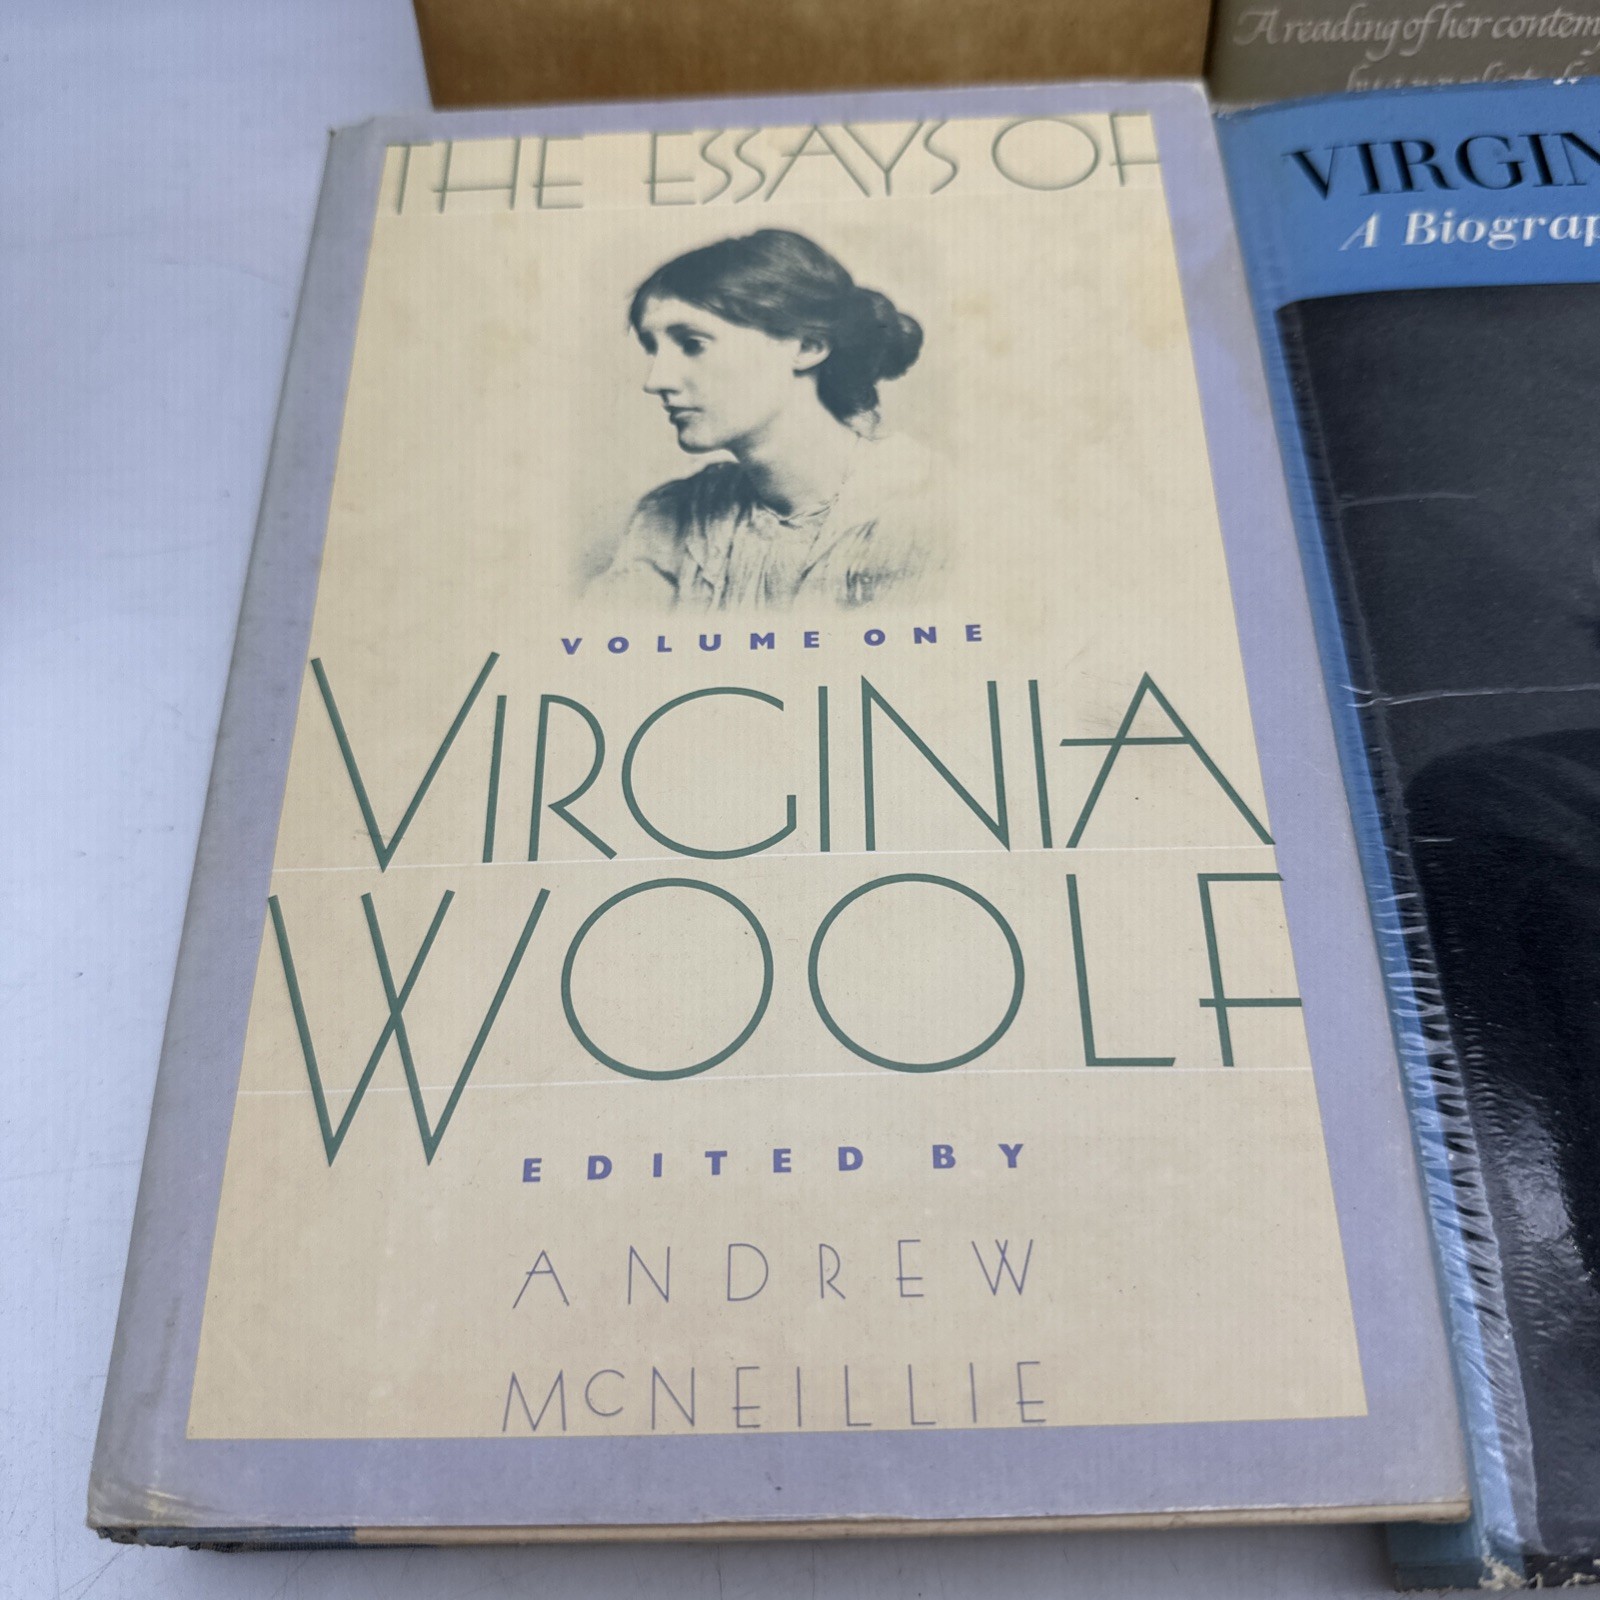 A reading of her contem
THE ESSAYS OF
VOLUME ONE
VIRGINIA
WOOLF
EDITED BY
ANDREW
MCNEILLIE
VIRGIN
A Biograp